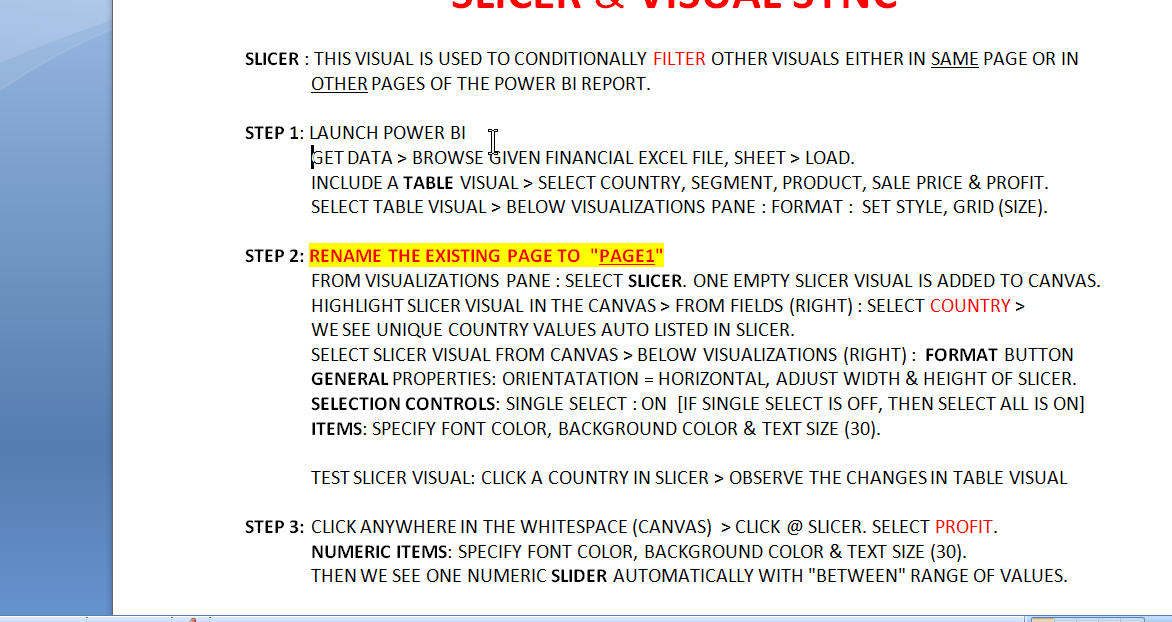 SLICER & VISUAL SYNC
SLICER : THIS VISUAL IS USED TO CONDITIONALLY FILTER OTHER VISUALS EITHER IN SAME PAGE OR IN
OTHER PAGES OF THE POWER BI REPORT.
STEP 1: LAUNCH POWER BI
GET DATA > BROWSE GIVEN FINANCIAL EXCEL FILE, SHEET > LOAD.
INCLUDE A TABLE VISUAL > SELECT COUNTRY, SEGMENT, PRODUCT, SALE PRICE & PROFIT.
SELECT TABLE VISUAL > BELOW VISUALIZATIONS PANE : FORMAT : SET STYLE, GRID (SIZE).
STEP 2: RENAME THE EXISTING PAGE TO "PAGE1"
FROM VISUALIZATIONS PANE : SELECT SLICER. ONE EMPTY SLICER VISUAL IS ADDED TO CANVAS.
HIGHLIGHT SLICER VISUAL IN THE CANVAS > FROM FIELDS (RIGHT) : SELECT COUNTRY >
WE SEE UNIQUE COUNTRY VALUES AUTO LISTED IN SLICER.
SELECT SLICER VISUAL FROM CANVAS > BELOW VISUALIZATIONS (RIGHT) : FORMAT BUTTON
GENERAL PROPERTIES: ORIENTATATION = HORIZONTAL, ADJUST WIDTH & HEIGHT OF SLICER.
SELECTION CONTROLS: SINGLE SELECT : ON [IF SINGLE SELECT IS OFF, THEN SELECT ALL IS ON]
ITEMS: SPECIFY FONT COLOR, BACKGROUND COLOR & TEXT SIZE (30).
TEST SLICER VISUAL: CLICK A COUNTRY IN SLICER > OBSERVE THE CHANGES IN TABLE VISUAL
STEP 3: CLICK ANYWHERE IN THE WHITESPACE (CANVAS) > CLICK @ SLICER. SELECT PROFIT.
NUMERIC ITEMS: SPECIFY FONT COLOR, BACKGROUND COLOR & TEXT SIZE (30).
THEN WE SEE ONE NUMERIC SLIDER AUTOMATICALLY WITH "BETWEEN" RANGE OF VALUES.